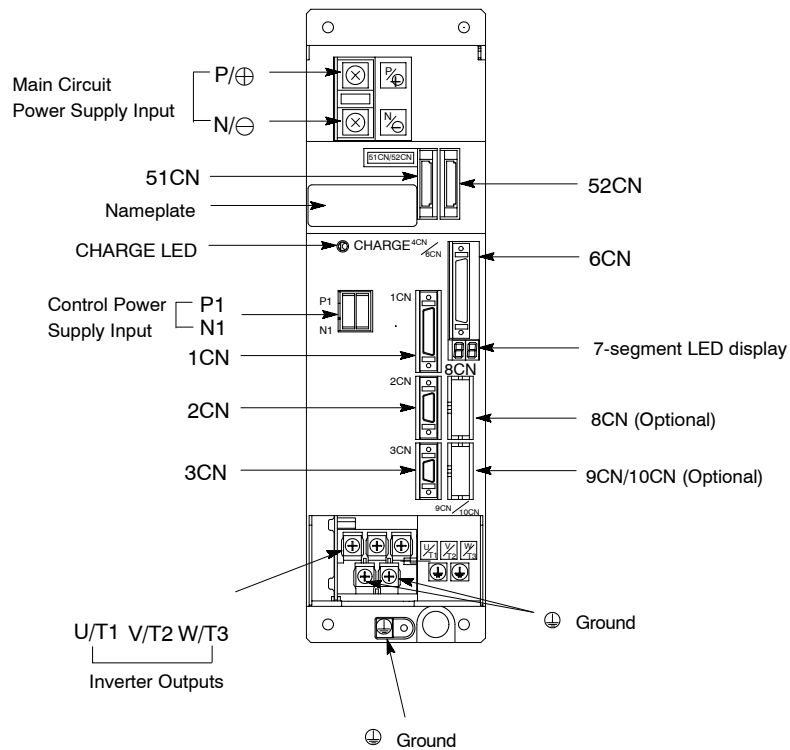 Main Circuit
Power Supply Input
P/⊕
N/⊖
P/⊕
N/⊖
51CN/52CN
51CN
52CN
Nameplate
CHARGE LED
CHARGE
4CN/6CN
6CN
Control Power
Supply Input
P1
N1
P1
N1
1CN
1CN
7-segment LED display
8CN
2CN
2CN
8CN (Optional)
3CN
3CN
9CN/10CN (Optional)
9CN/10CN
U/T1
V/T2
W/T3
Ground
U/T1 V/T2 W/T3
Inverter Outputs
Ground